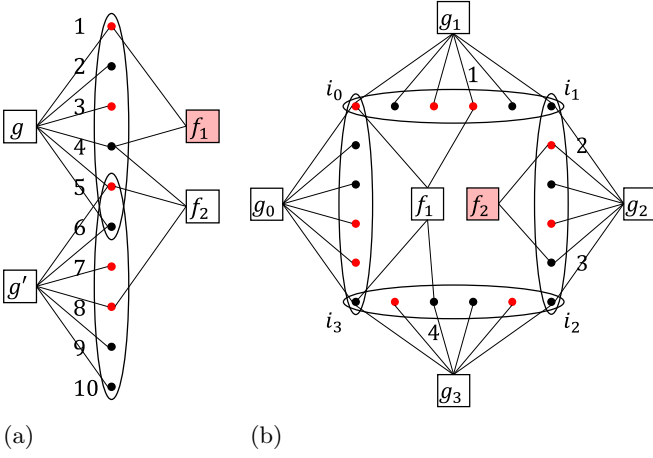 1
2
3
4
5
6
7
8
9
10
g
g′
f₁
f₂
(a)
g₁
i₀
1
i₁
2
g₀
f₁
f₂
g₂
3
i₃
4
i₂
g₃
(b)